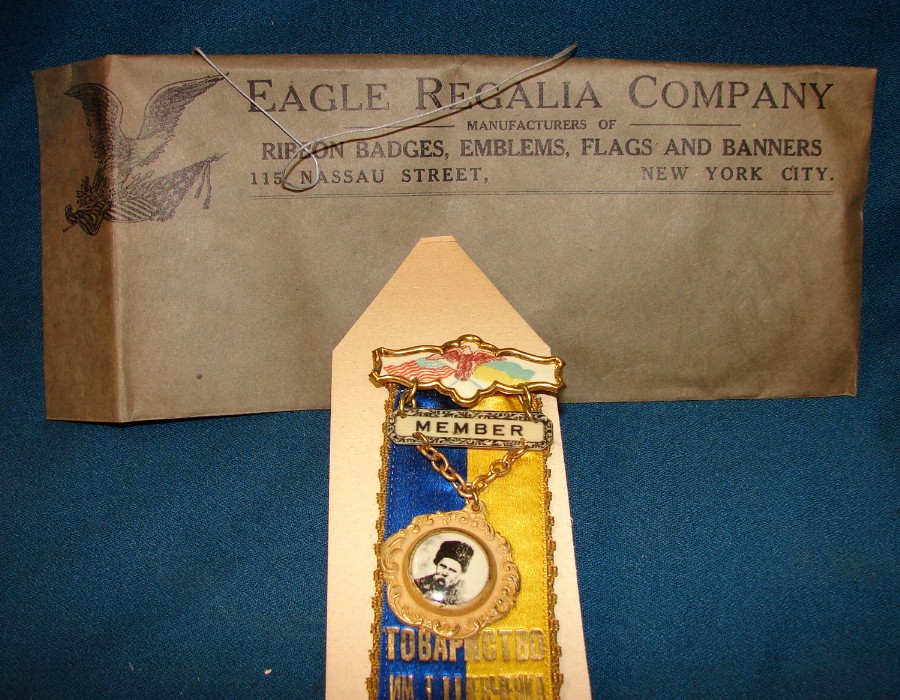 EAGLE REGALIA COMPANY
MANUFACTURERS OF
RIBBON BADGES, EMBLEMS, FLAGS AND BANNERS
115 NASSAU STREET, NEW YORK CITY.
MEMBER
ТОВАРИСТВО
ИМ. Т.